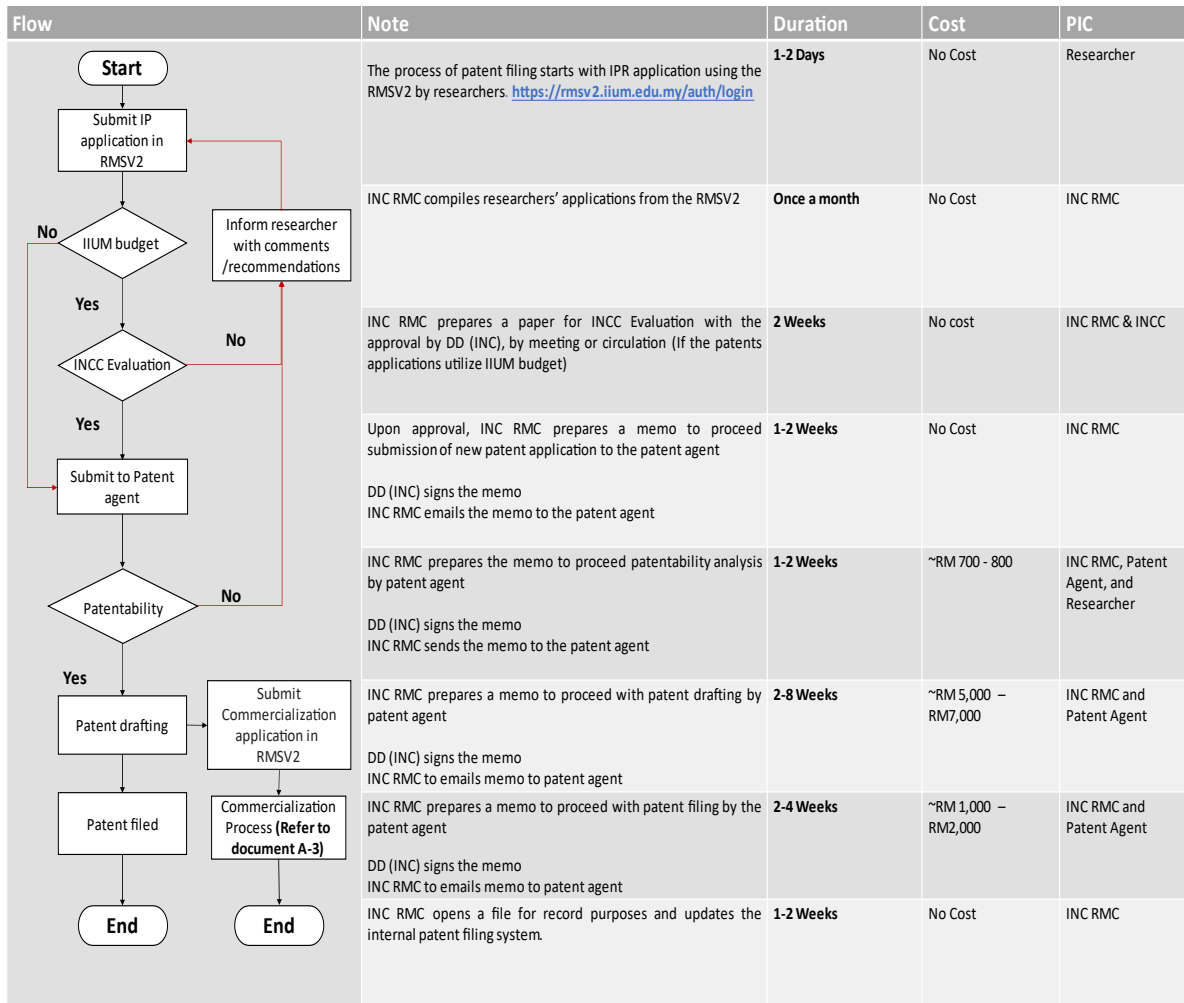 Flow
Note
Duration
Cost
PIC
Start
Submit IP
application in
RMSV2
IIUM budget
No
Yes
Inform researcher
with comments
/recommendations
INCC Evaluation
No
Yes
Submit to Patent
agent
Patentability
No
Yes
Patent drafting
Submit
Commercialization
application in
RMSV2
Patent filed
Commercialization
Process (Refer to
document A-3)
End
End
The process of patent filing starts with IPR application using the
RMSV2 by researchers. https://rmsv2.iium.edu.my/auth/login
1-2 Days
No Cost
Researcher
INC RMC compiles researchers’ applications from the RMSV2
Once a month
No Cost
INC RMC
INC RMC prepares a paper for INCC Evaluation with the
approval by DD (INC), by meeting or circulation (If the patents
applications utilize IIUM budget)
2 Weeks
No cost
INC RMC & INCC
Upon approval, INC RMC prepares a memo to proceed
submission of new patent application to the patent agent
DD (INC) signs the memo
INC RMC emails the memo to the patent agent
1-2 Weeks
No Cost
INC RMC
INC RMC prepares the memo to proceed patentability analysis
by patent agent
DD (INC) signs the memo
INC RMC sends the memo to the patent agent
1-2 Weeks
~RM 700 - 800
INC RMC, Patent
Agent, and
Researcher
INC RMC prepares a memo to proceed with patent drafting by
patent agent
DD (INC) signs the memo
INC RMC to emails memo to patent agent
2-8 Weeks
~RM 5,000 –
RM7,000
INC RMC and
Patent Agent
INC RMC prepares a memo to proceed with patent filing by the
patent agent
DD (INC) signs the memo
INC RMC to emails memo to patent agent
2-4 Weeks
~RM 1,000 –
RM2,000
INC RMC and
Patent Agent
INC RMC opens a file for record purposes and updates the
internal patent filing system.
1-2 Weeks
No Cost
INC RMC